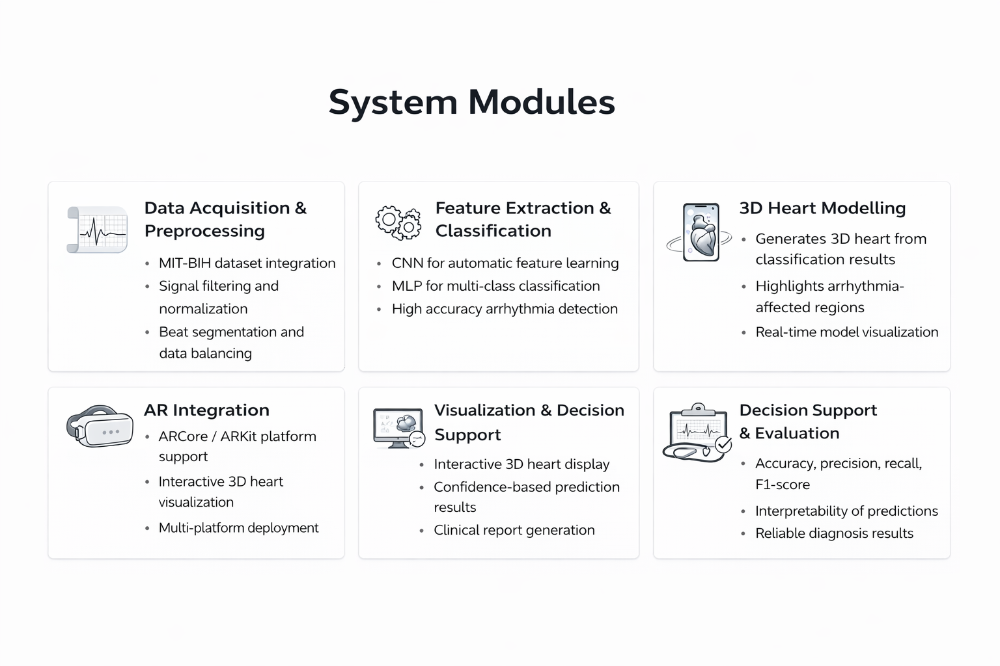 System Modules
Data Acquisition &
Preprocessing
• MIT-BIH dataset integration
• Signal filtering and
normalization
• Beat segmentation and
data balancing
Feature Extraction &
Classification
• CNN for automatic feature learning
• MLP for multi-class classification
• High accuracy arrhythmia detection
3D Heart Modelling
• Generates 3D heart from
classification results
• Highlights arrhythmia-
affected regions
• Real-time model visualization
AR Integration
• ARCore / ARKit platform
support
• Interactive 3D heart
visualization
• Multi-platform deployment
Visualization & Decision
Support
• Interactive 3D heart display
• Confidence-based prediction
results
• Clinical report generation
Decision Support
& Evaluation
• Accuracy, precision, recall,
F1-score
• Interpretability of predictions
• Reliable diagnosis results